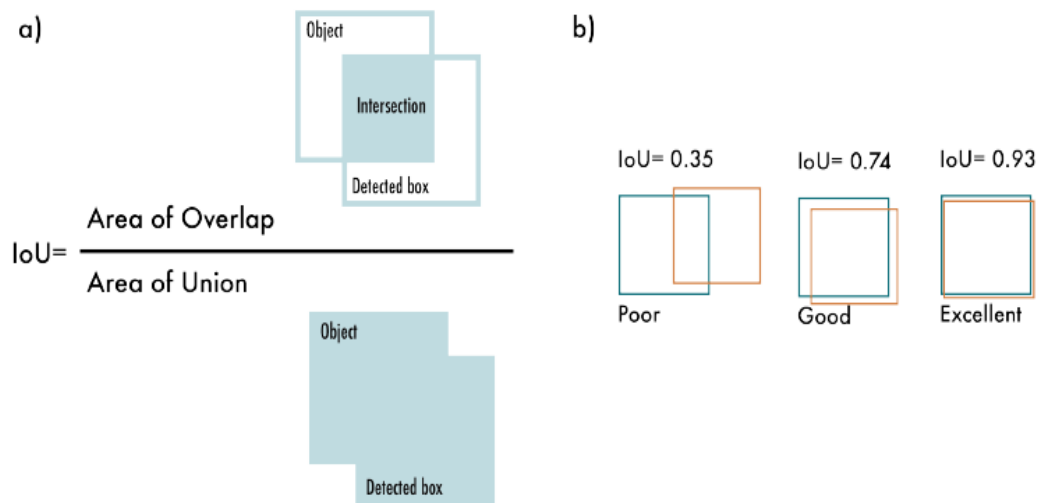 a)
Object
Intersection
Detected box
Area of Overlap
IoU=
Area of Union
Object
Detected box
b)
IoU= 0.35
IoU= 0.74
IoU= 0.93
Poor
Good
Excellent